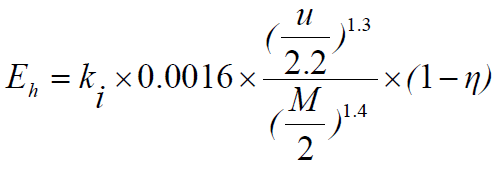 E_h = k_i × 0.0016 × (u/2.2)^1.3 / (M/2)^1.4 × (1 − η)